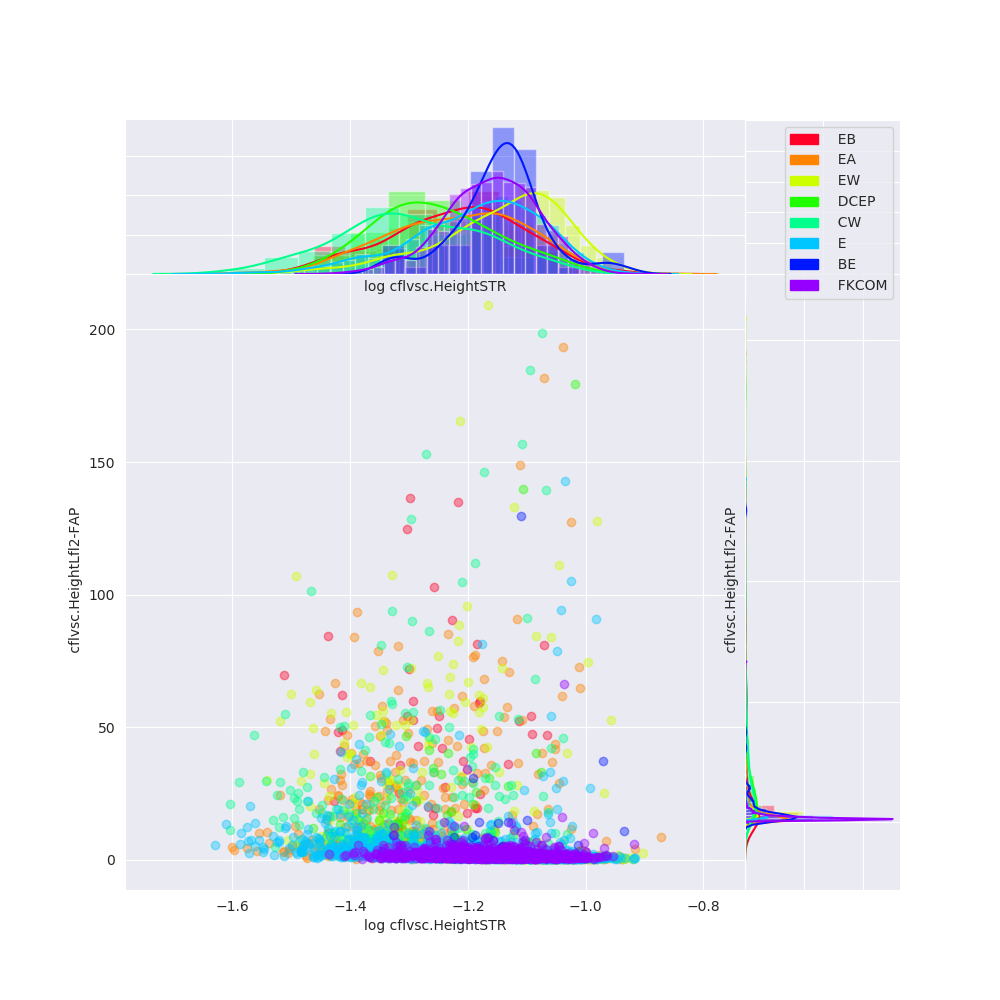 EB
EA
EW
DCEP
CW
E
BE
FKCOM
log cflvsc.HeightSTR
200
150
100
50
0
cflvsc.HeightLfl2-FAP
cflvsc.HeightLfl2-FAP
−1.6 −1.4 −1.2 −1.0 −0.8
log cflvsc.HeightSTR